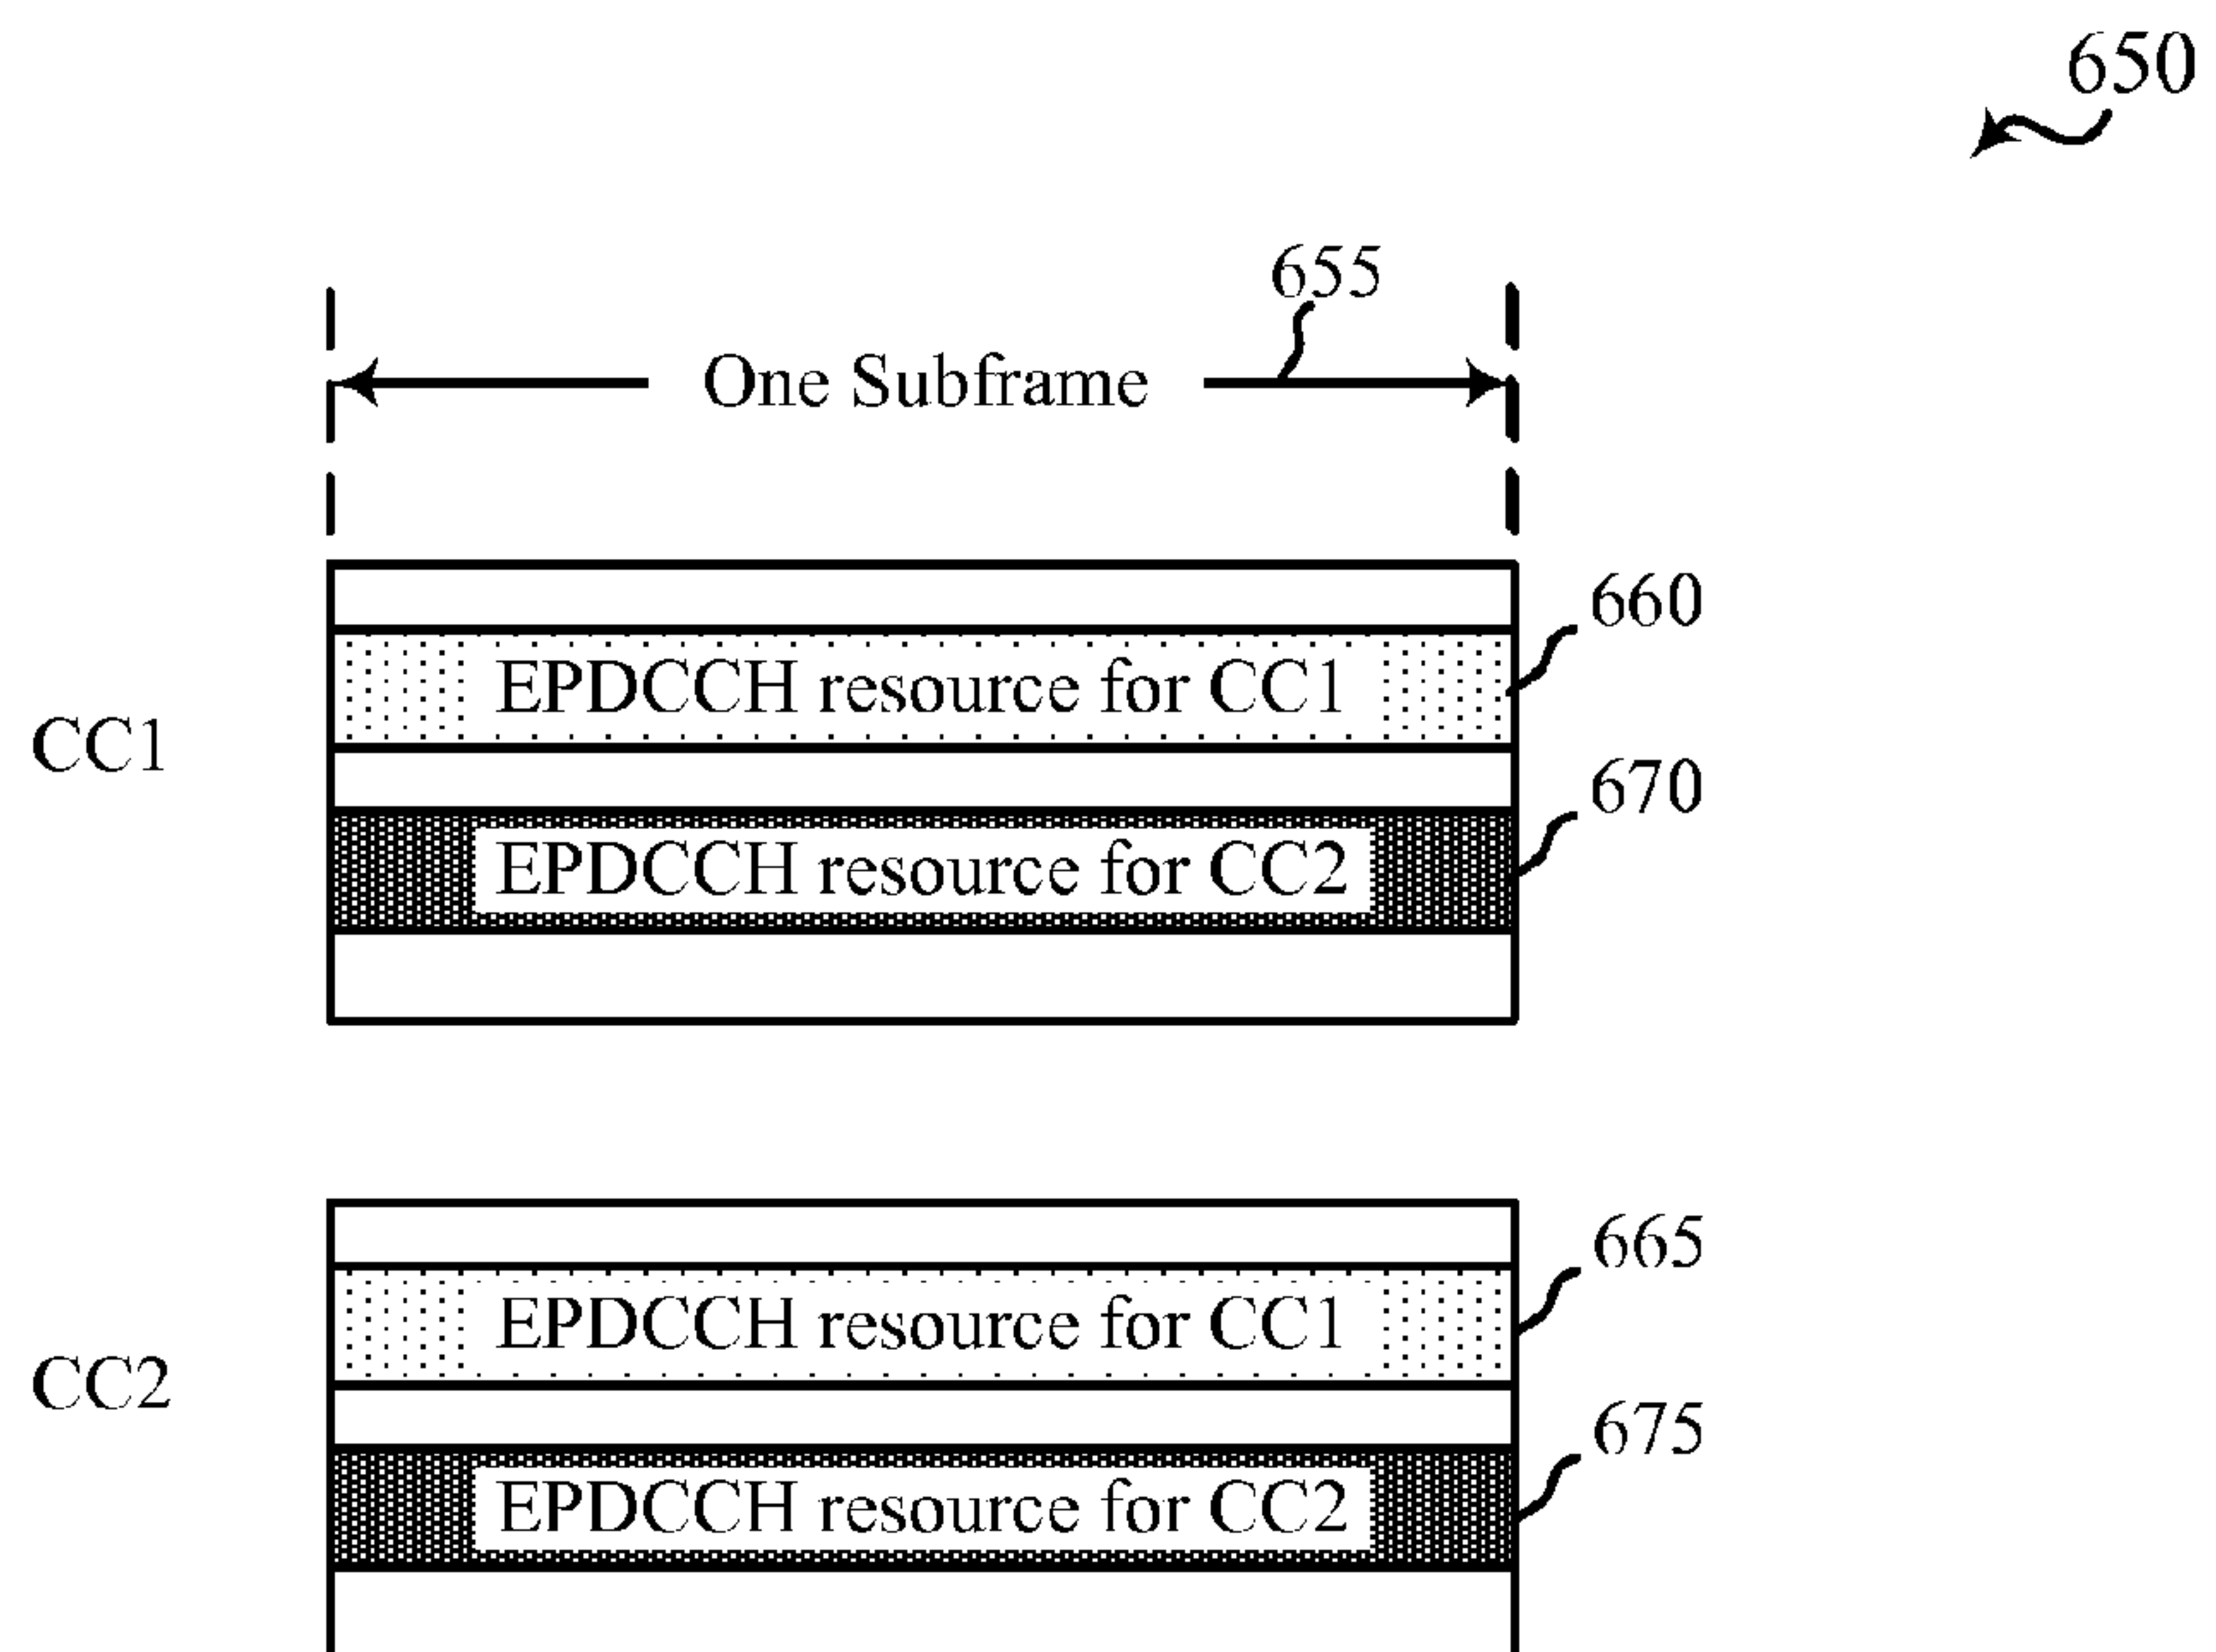 650
655
One Subframe
660
EPDCCH resource for CC1
CC1
670
EPDCCH resource for CC2
665
EPDCCH resource for CC1
CC2
675
EPDCCH resource for CC2